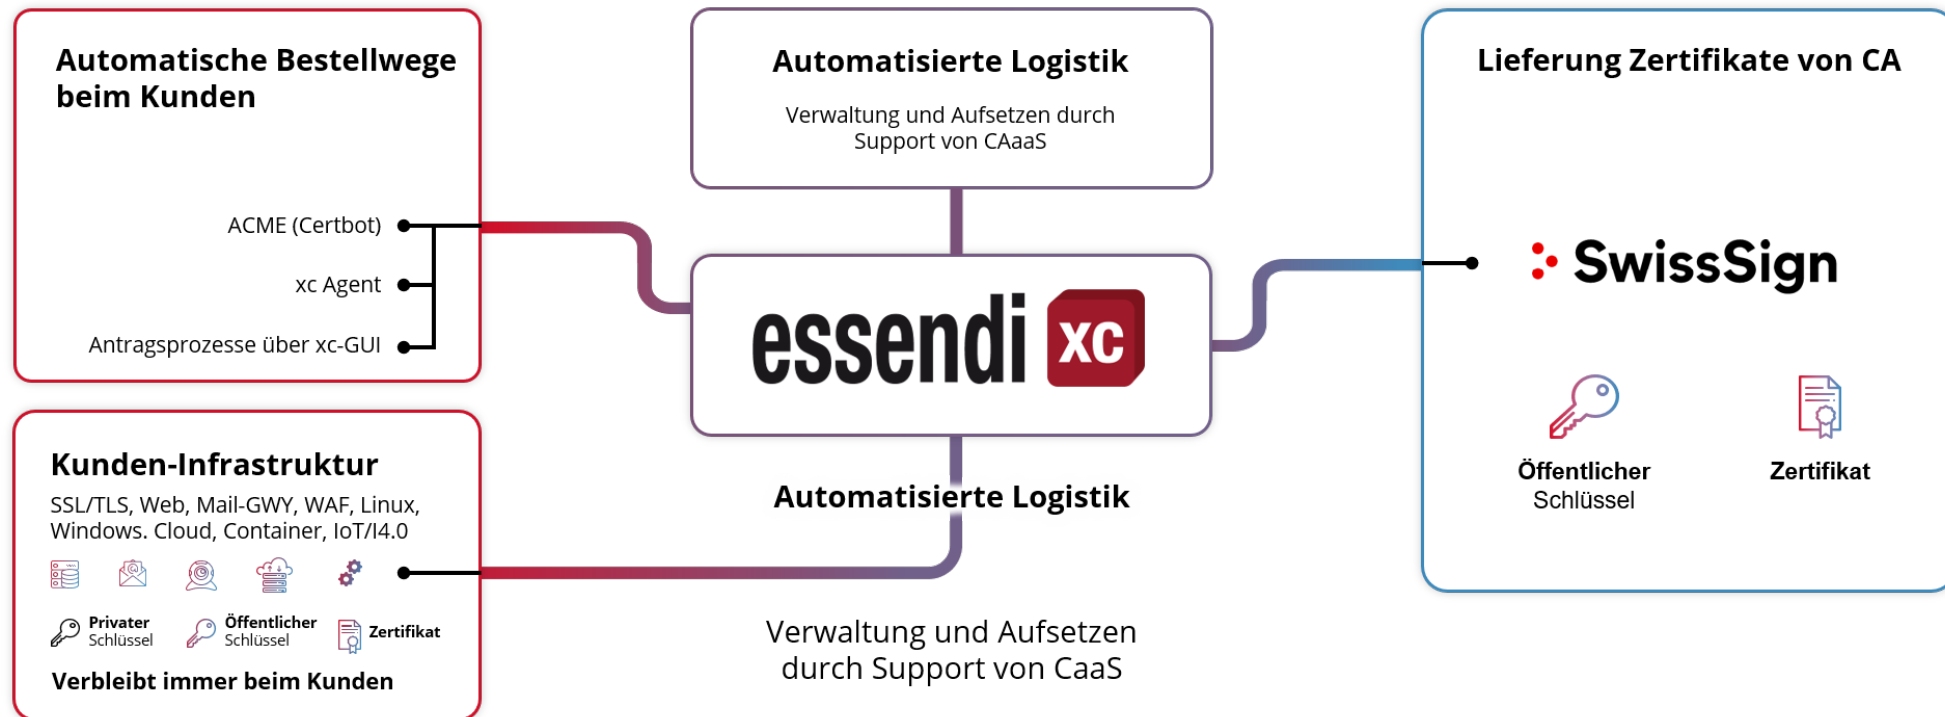 Automatische Bestellwege
beim Kunden
ACME (Certbot)
xc Agent
Antragsprozesse über xc-GUI
Kunden-Infrastruktur
SSL/TLS, Web, Mail-GWY, WAF, Linux,
Windows. Cloud, Container, IoT/I4.0
Privater
Schlüssel
Öffentlicher
Schlüssel
Zertifikat
Verbleibt immer beim Kunden
Automatisierte Logistik
Verwaltung und Aufsetzen durch
Support von CAaaS
essendi xc
Automatisierte Logistik
Verwaltung und Aufsetzen
durch Support von CaaS
Lieferung Zertifikate von CA
SwissSign
Öffentlicher
Schlüssel
Zertifikat